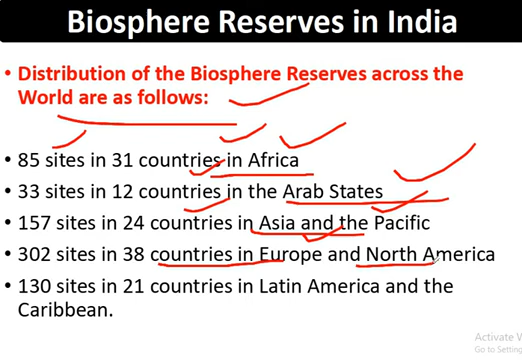 Biosphere Reserves in India
• Distribution of the Biosphere Reserves across the
World are as follows:
• 85 sites in 31 countries in Africa
• 33 sites in 12 countries in the Arab States
• 157 sites in 24 countries in Asia and the Pacific
• 302 sites in 38 countries in Europe and North America
• 130 sites in 21 countries in Latin America and the
Caribbean.
Activate W
Go to Setting